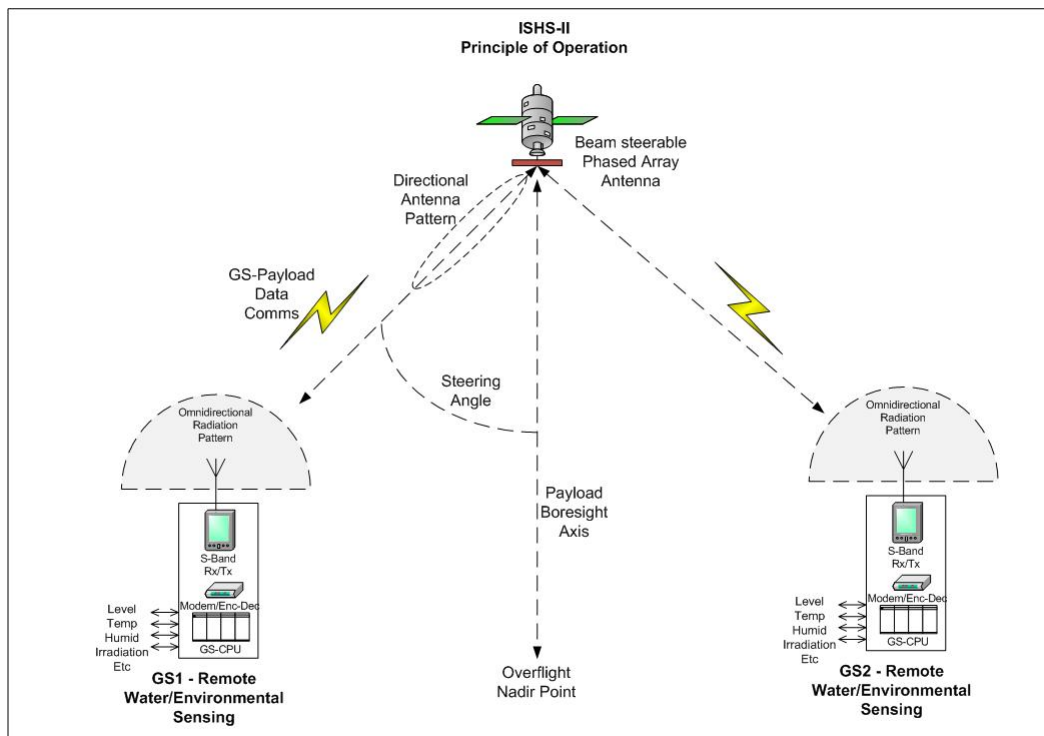 ISHS-II
Principle of Operation
Beam steerable
Phased Array
Antenna
Directional
Antenna
Pattern
GS-Payload
Data
Comms
Steering
Angle
Omnidirectional
Radiation
Pattern
Omnidirectional
Radiation
Pattern
Payload
Boresight
Axis
S-Band
Rx/Tx
Modem/Enc-Dec
GS-CPU
Level
Temp
Humid
Irradiation
Etc
GS1 - Remote
Water/Environmental
Sensing
Overflight
Nadir Point
S-Band
Rx/Tx
Modem/Enc-Dec
GS-CPU
Level
Temp
Humid
Irradiation
Etc
GS2 - Remote
Water/Environmental
Sensing